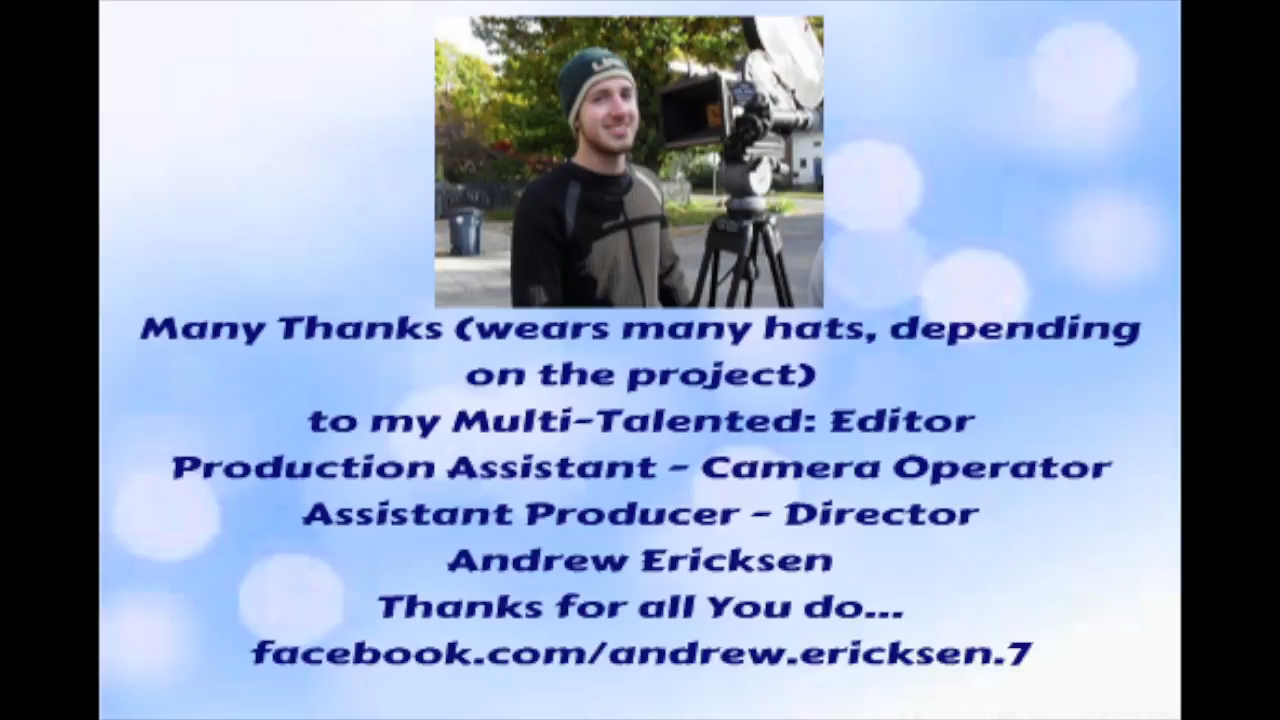 Many Thanks (wears many hats, depending
on the project)
to my Multi-Talented: Editor
Production Assistant - Camera Operator
Assistant Producer - Director
Andrew Ericksen
Thanks for all You do...
facebook.com/andrew.ericksen.7